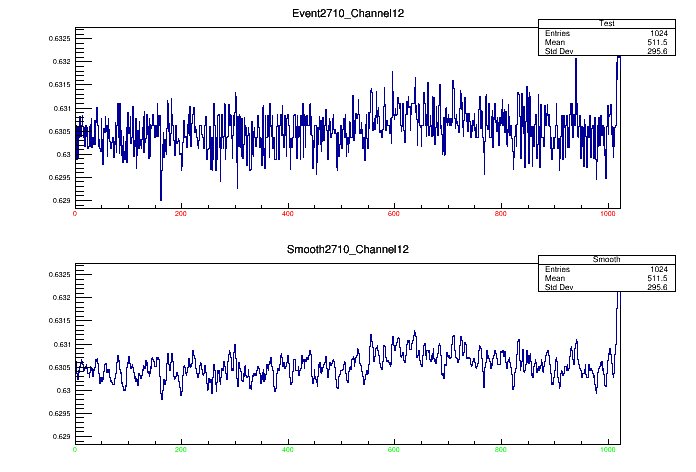 Event2710_Channel12
Test
Entries 1024
Mean 511.5
Std Dev 295.6
0.6325
0.632
0.6315
0.631
0.6305
0.63
0.6295
0.629
0 200 400 600 800 1000
Smooth2710_Channel12
Smooth
Entries 1024
Mean 511.5
Std Dev 295.6
0.6325
0.632
0.6315
0.631
0.6305
0.63
0.6295
0.629
0 200 400 600 800 1000